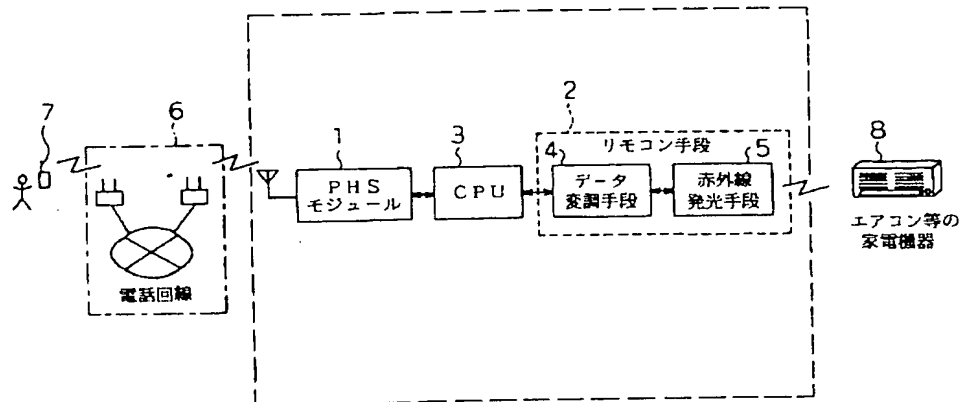 7
6
電話回線
1
PHS
モジュール
3
CPU
2
リモコン手段
4
データ
変調手段
5
赤外線
発光手段
8
エアコン等の
家電機器